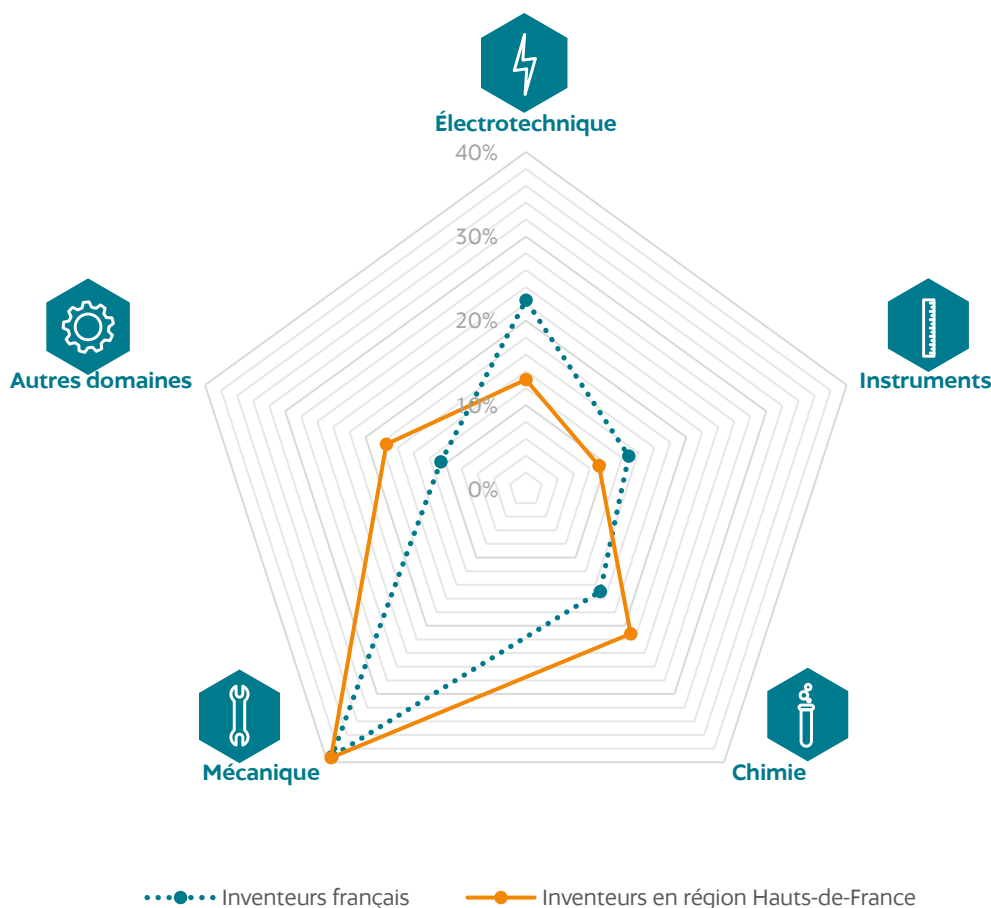 Électrotechnique
40%
30%
20%
10%
0%
Autres domaines
Instruments
Mécanique
Chimie
Inventeurs français
Inventeurs en région Hauts-de-France